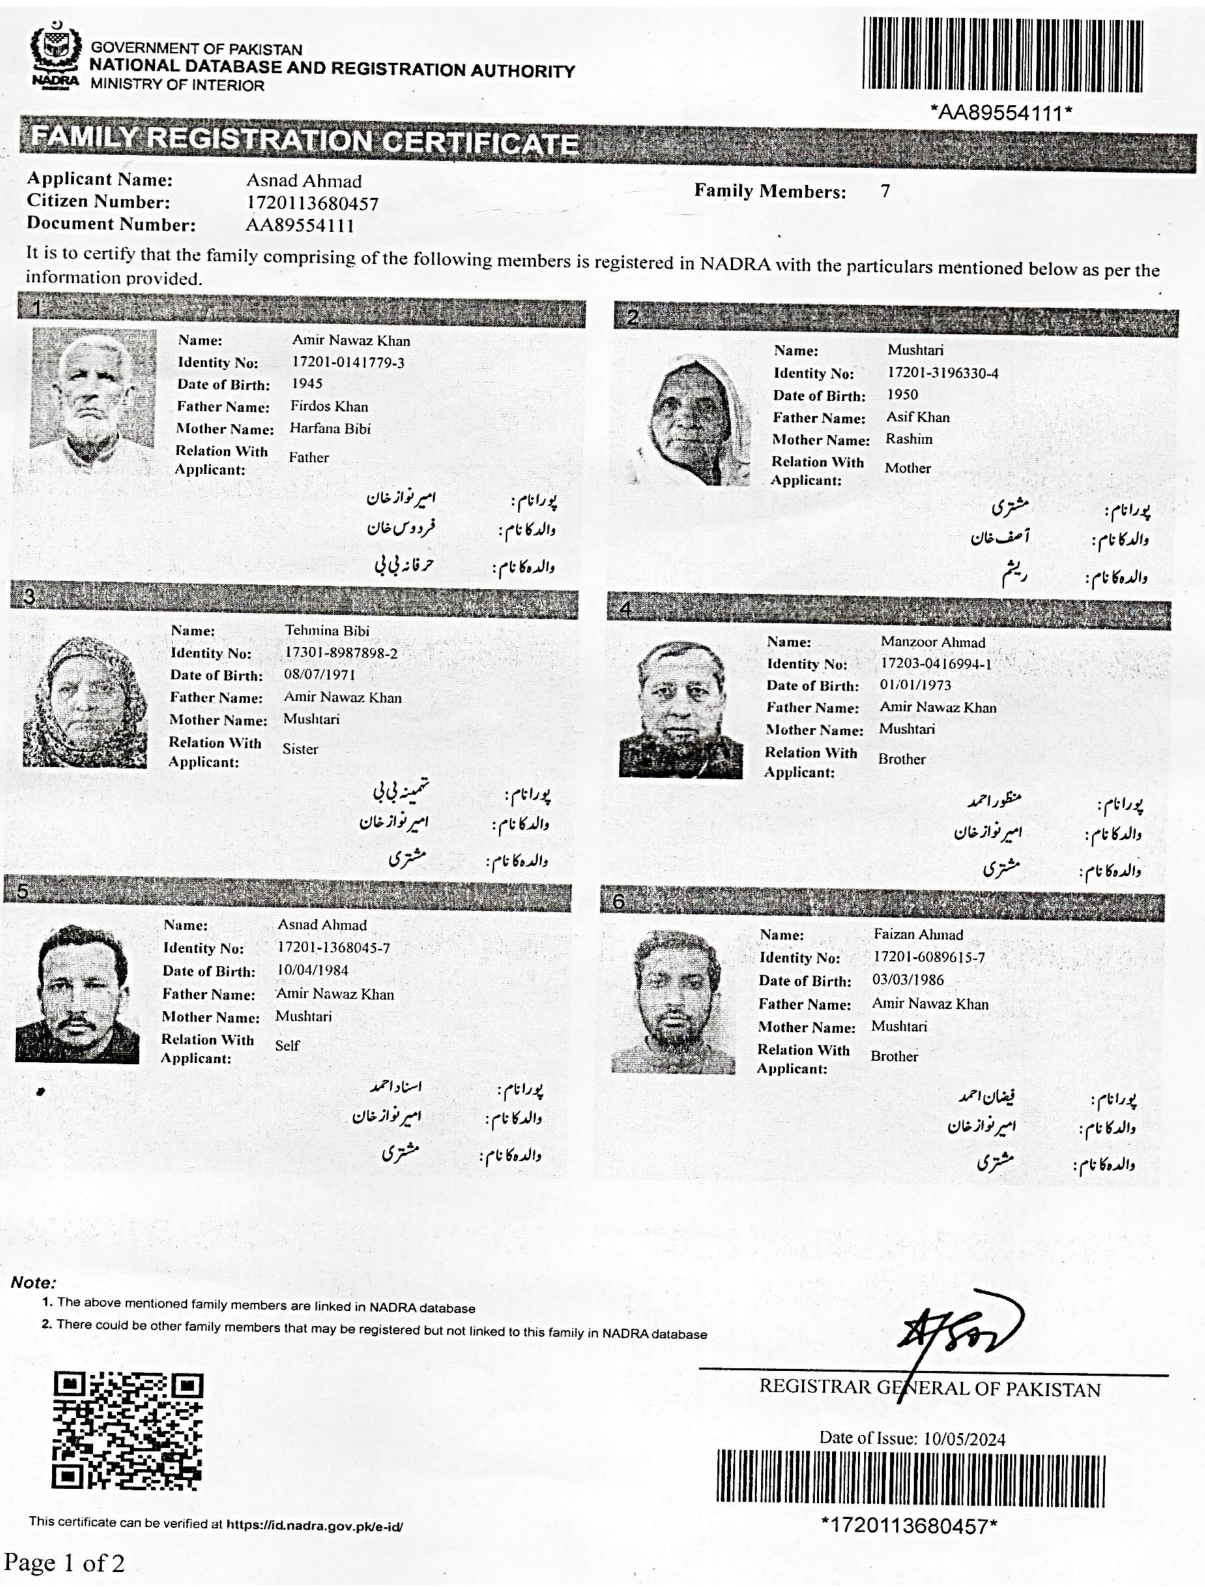 GOVERNMENT OF PAKISTAN
NATIONAL DATABASE AND REGISTRATION AUTHORITY
MINISTRY OF INTERIOR
NADRA
*AA89554111*
FAMILY REGISTRATION CERTIFICATE
Applicant Name: Asnad Ahmad
Family Members: 7
Citizen Number: 1720113680457
Document Number: AA89554111
It is to certify that the family comprising of the following members is registered in NADRA with the particulars mentioned below as per the
information provided.
1
Name: Amir Nawaz Khan
Identity No: 17201-0141779-3
Date of Birth: 1945
Father Name: Firdos Khan
Mother Name: Harfana Bibi
Relation With
Applicant: Father
پورا نام: امیر نواز خان
والد کا نام: فردوس خان
والدہ کا نام: حرفانہ بی بی
2
Name: Mushtari
Identity No: 17201-3196330-4
Date of Birth: 1950
Father Name: Asif Khan
Mother Name: Rashim
Relation With
Applicant: Mother
پورا نام: مشتری
والد کا نام: آصف خان
والدہ کا نام: ریشم
3
Name: Tehmina Bibi
Identity No: 17301-8987898-2
Date of Birth: 08/07/1971
Father Name: Amir Nawaz Khan
Mother Name: Mushtari
Relation With
Applicant: Sister
پورا نام: تہمینہ بی بی
والد کا نام: امیر نواز خان
والدہ کا نام: مشتری
4
Name: Manzoor Ahmad
Identity No: 17203-0416994-1
Date of Birth: 01/01/1973
Father Name: Amir Nawaz Khan
Mother Name: Mushtari
Relation With
Applicant: Brother
پورا نام: منظور احمد
والد کا نام: امیر نواز خان
والدہ کا نام: مشتری
5
Name: Asnad Ahmad
Identity No: 17201-1368045-7
Date of Birth: 10/04/1984
Father Name: Amir Nawaz Khan
Mother Name: Mushtari
Relation With
Applicant: Self
پورا نام: اسناد احمد
والد کا نام: امیر نواز خان
والدہ کا نام: مشتری
6
Name: Faizan Ahmad
Identity No: 17201-6089615-7
Date of Birth: 03/03/1986
Father Name: Amir Nawaz Khan
Mother Name: Mushtari
Relation With
Applicant: Brother
پورا نام: فیضان احمد
والد کا نام: امیر نواز خان
والدہ کا نام: مشتری
Note:
1. The above mentioned family members are linked in NADRA database
2. There could be other family members that may be registered but not linked to this family in NADRA database
REGISTRAR GENERAL OF PAKISTAN
Date of Issue: 10/05/2024
*1720113680457*
This certificate can be verified at https://id.nadra.gov.pk/e-id/
Page 1 of 2